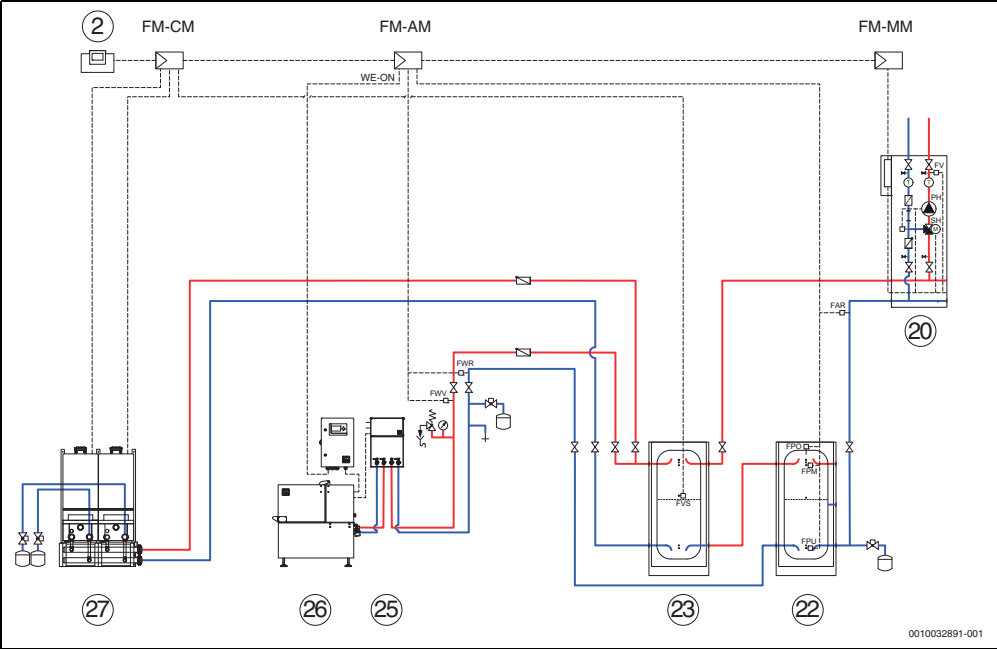 2
FM-CM
FM-AM
FM-MM
WE-ON
FV
T
T
PH
SH
M
FAR
20
FWR
FWV
FPO
FPM
FVS
FPU
27
26
25
23
22
0010032891-001